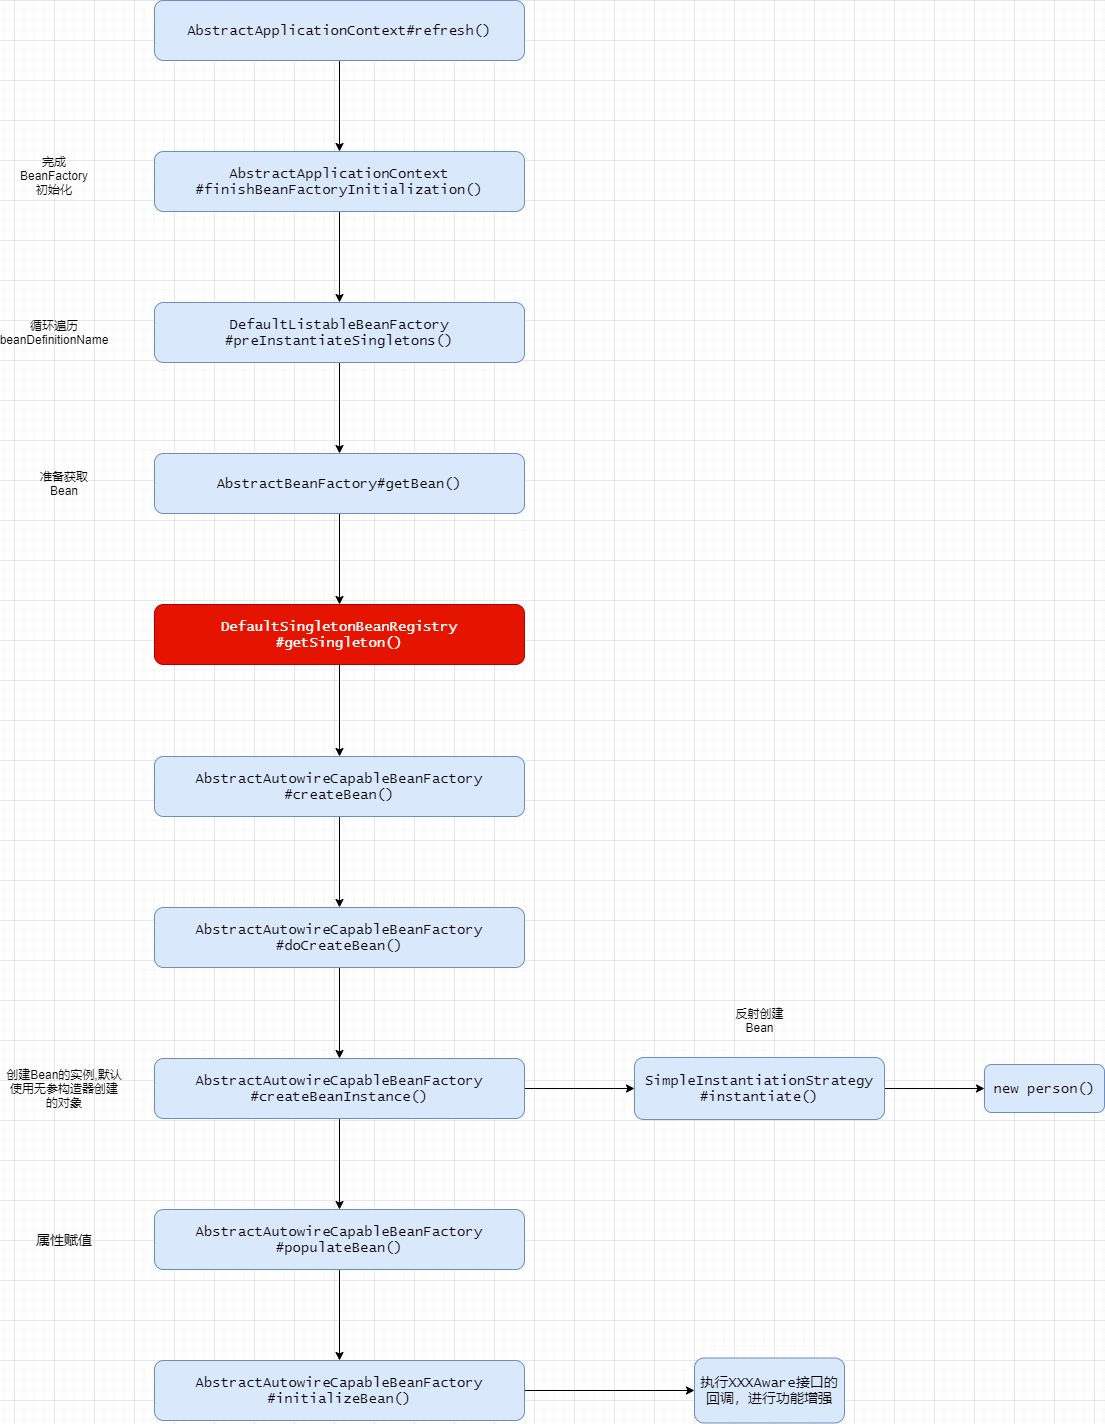 AbstractApplicationContext#refresh()
完成
BeanFactory
初始化
AbstractApplicationContext
#finishBeanFactoryInitialization()
循环遍历
beanDefinitionName
DefaultListableBeanFactory
#preInstantiateSingletons()
准备获取
Bean
AbstractBeanFactory#getBean()
DefaultSingletonBeanRegistry
#getSingleton()
AbstractAutowireCapableBeanFactory
#createBean()
AbstractAutowireCapableBeanFactory
#doCreateBean()
创建Bean的实例,默认
使用无参构造器创建
的对象
AbstractAutowireCapableBeanFactory
#createBeanInstance()
反射创建
Bean
SimpleInstantiationStrategy
#instantiate()
new person()
属性赋值
AbstractAutowireCapableBeanFactory
#populateBean()
AbstractAutowireCapableBeanFactory
#initializeBean()
执行XXXAware接口的
回调，进行功能增强